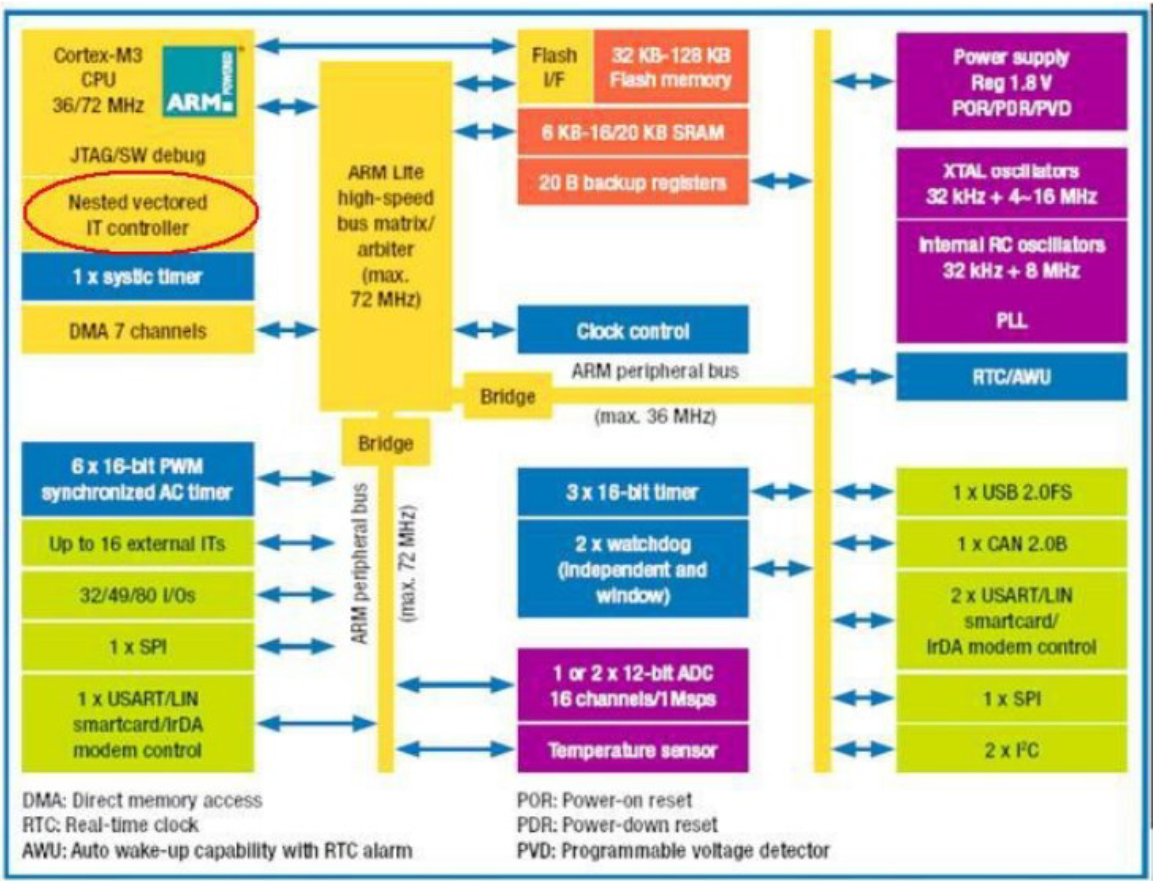 Cortex-M3
CPU
36/72 MHz
ARM
POWERED
JTAG/SW debug
Nested vectored
IT controller
1 x systic timer
DMA 7 channels
ARM Lite
high-speed
bus matrix/
arbiter
(max.
72 MHz)
Flash
I/F
32 KB-128 KB
Flash memory
6 KB-16/20 KB SRAM
20 B backup registers
Clock control
ARM peripheral bus
(max. 36 MHz)
Bridge
Bridge
Power supply
Reg 1.8 V
POR/PDR/PVD
XTAL oscillators
32 kHz + 4~16 MHz
Internal RC oscillators
32 kHz + 8 MHz
PLL
RTC/AWU
6 x 16-bit PWM
synchronized AC timer
Up to 16 external ITs
32/49/80 I/Os
1 x SPI
1 x USART/LIN
smartcard/IrDA
modem control
ARM peripheral bus
(max. 72 MHz)
3 x 16-bit timer
2 x watchdog
(independent and
window)
1 or 2 x 12-bit ADC
16 channels/1Msps
Temperature sensor
1 x USB 2.0FS
1 x CAN 2.0B
2 x USART/LIN
smartcard/
IrDA modem control
1 x SPI
2 x I²C
DMA: Direct memory access
RTC: Real-time clock
AWU: Auto wake-up capability with RTC alarm
POR: Power-on reset
PDR: Power-down reset
PVD: Programmable voltage detector